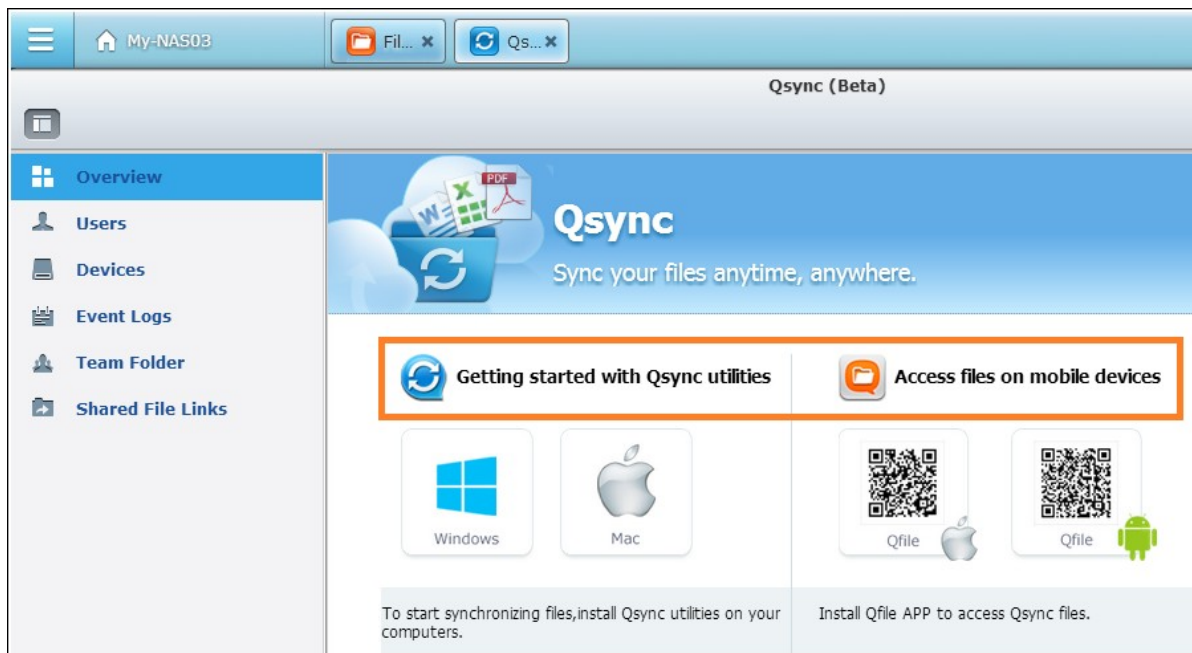 My-NAS03
Fil...
Qs...
Qsync (Beta)
Overview
Users
Devices
Event Logs
Team Folder
Shared File Links
W
X
PDF
Qsync
Sync your files anytime, anywhere.
Getting started with Qsync utilities
Access files on mobile devices
Windows
Mac
Qfile
Qfile
To start synchronizing files,install Qsync utilities on your
computers.
Install Qfile APP to access Qsync files.